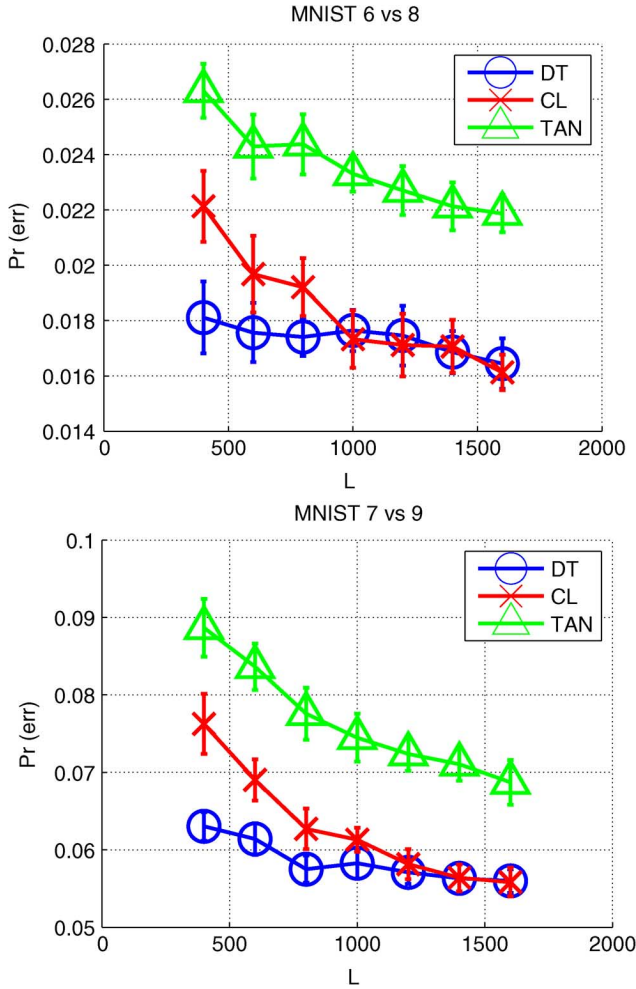 MNIST 6 vs 8
0.028
0.026
0.024
0.022
0.02
0.018
0.016
0.014
Pr (err)
DT
CL
TAN
0 500 1000 1500 2000
L
MNIST 7 vs 9
0.1
0.09
0.08
0.07
0.06
0.05
Pr (err)
DT
CL
TAN
0 500 1000 1500 2000
L